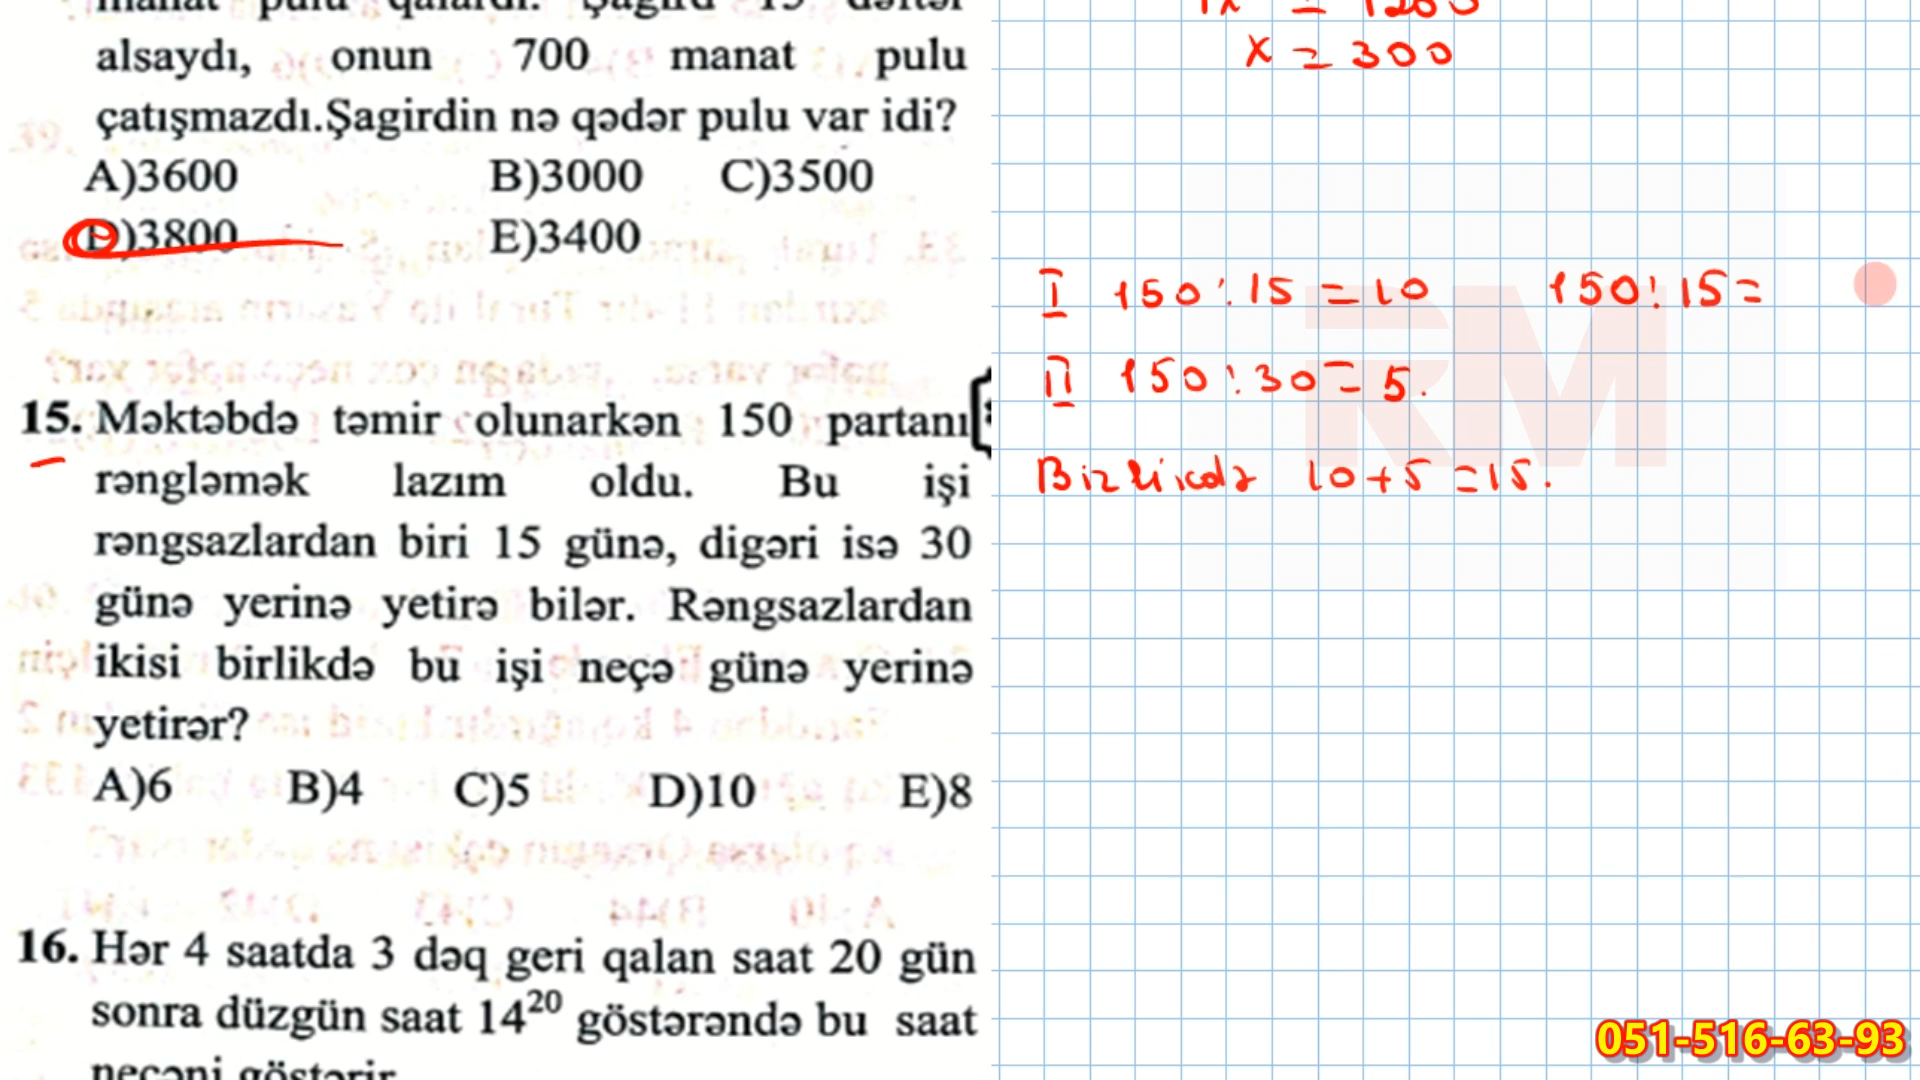 alsaydı, onun 700 manat pulu
çatışmazdı.Şagirdin nə qədər pulu var idi?
A)3600 B)3000 C)3500
D)3800 E)3400
15. Məktəbdə təmir olunarkən 150 partanı
rəngləmək lazım oldu. Bu işi
rəngsazlardan biri 15 günə, digəri isə 30
günə yerinə yetirə bilər. Rəngsazlardan
ikisi birlikdə bu işi neçə günə yerinə
yetirər?
A)6 B)4 C)5 D)10 E)8
16. Hər 4 saatda 3 dəq geri qalan saat 20 gün
sonra düzgün saat 14²⁰ göstərəndə bu saat
neçəni göstərir
x = 300
I 150:15 = 10 150:15=
II 150:30 = 5.
10+5 = 15.
RM
051-516-63-93